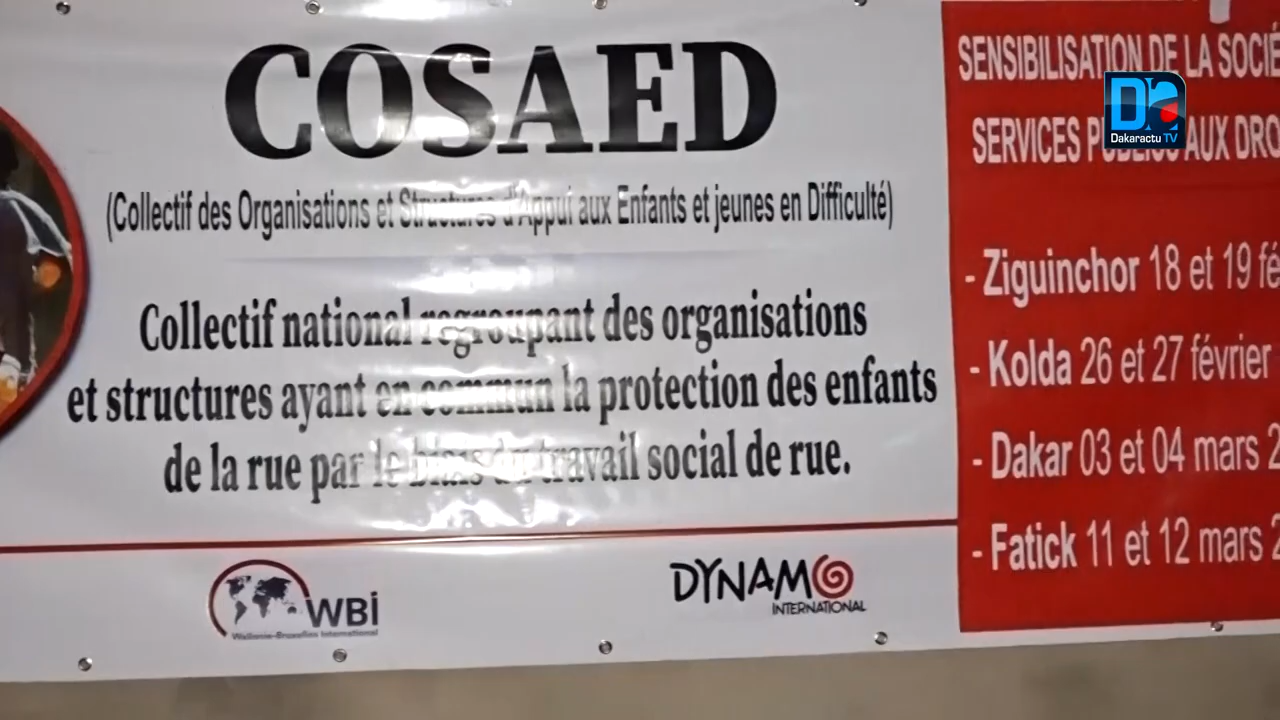 COSAED
(Collectif des Organisations et Structures d'Appui aux Enfants et jeunes en Difficulté)
Collectif national regroupant des organisations
et structures ayant en commun la protection des enfants
de la rue par le biais du travail social de rue.
WBi
Wallonie-Bruxelles International
DYNAMO
INTERNATIONAL
SENSIBILISATION DE LA SOCIÉ
SERVICES PUBLICS AUX DRO
- Ziguinchor 18 et 19 fé
- Kolda 26 et 27 février
- Dakar 03 et 04 mars 2
- Fatick 11 et 12 mars 2
Dakaractu TV